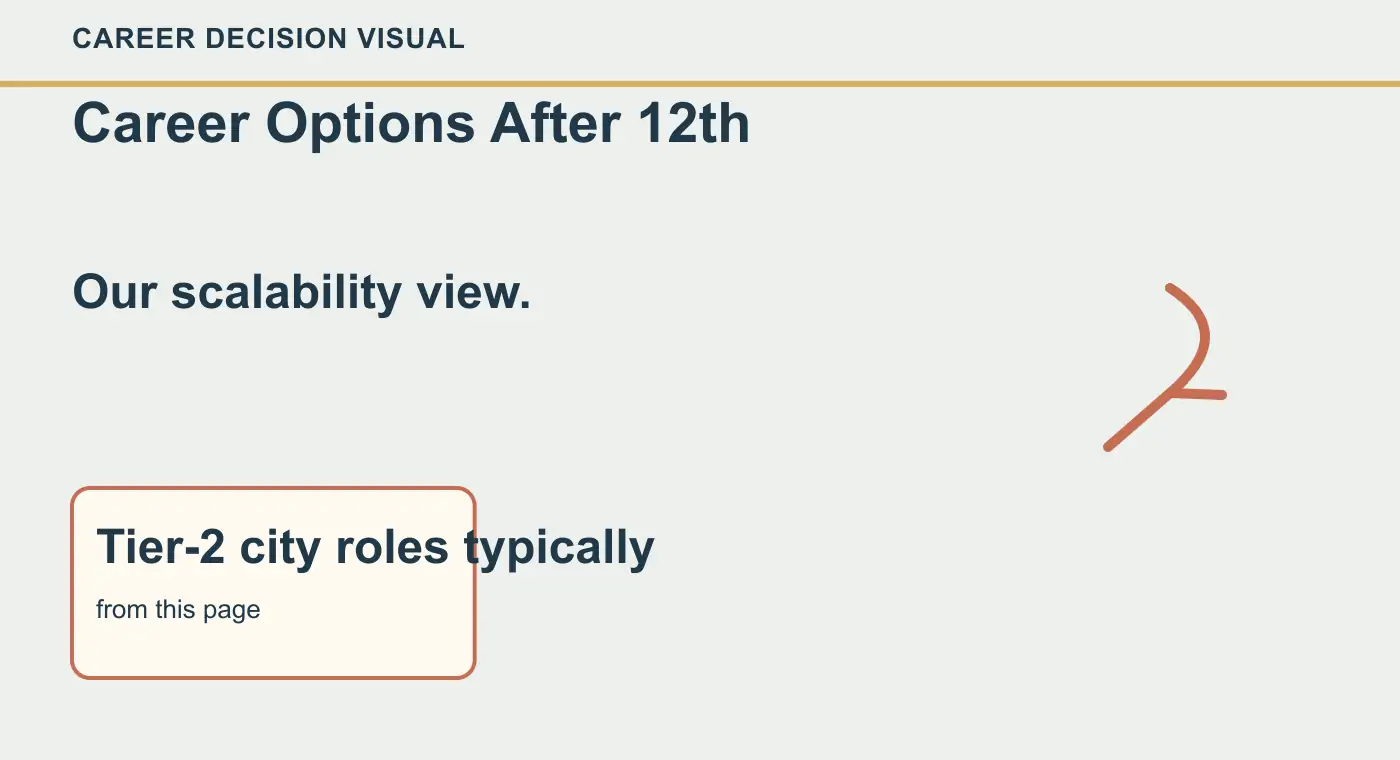 CAREER DECISION VISUAL
Career Options After 12th
Our scalability view.
Tier-2 city roles typically
from this page